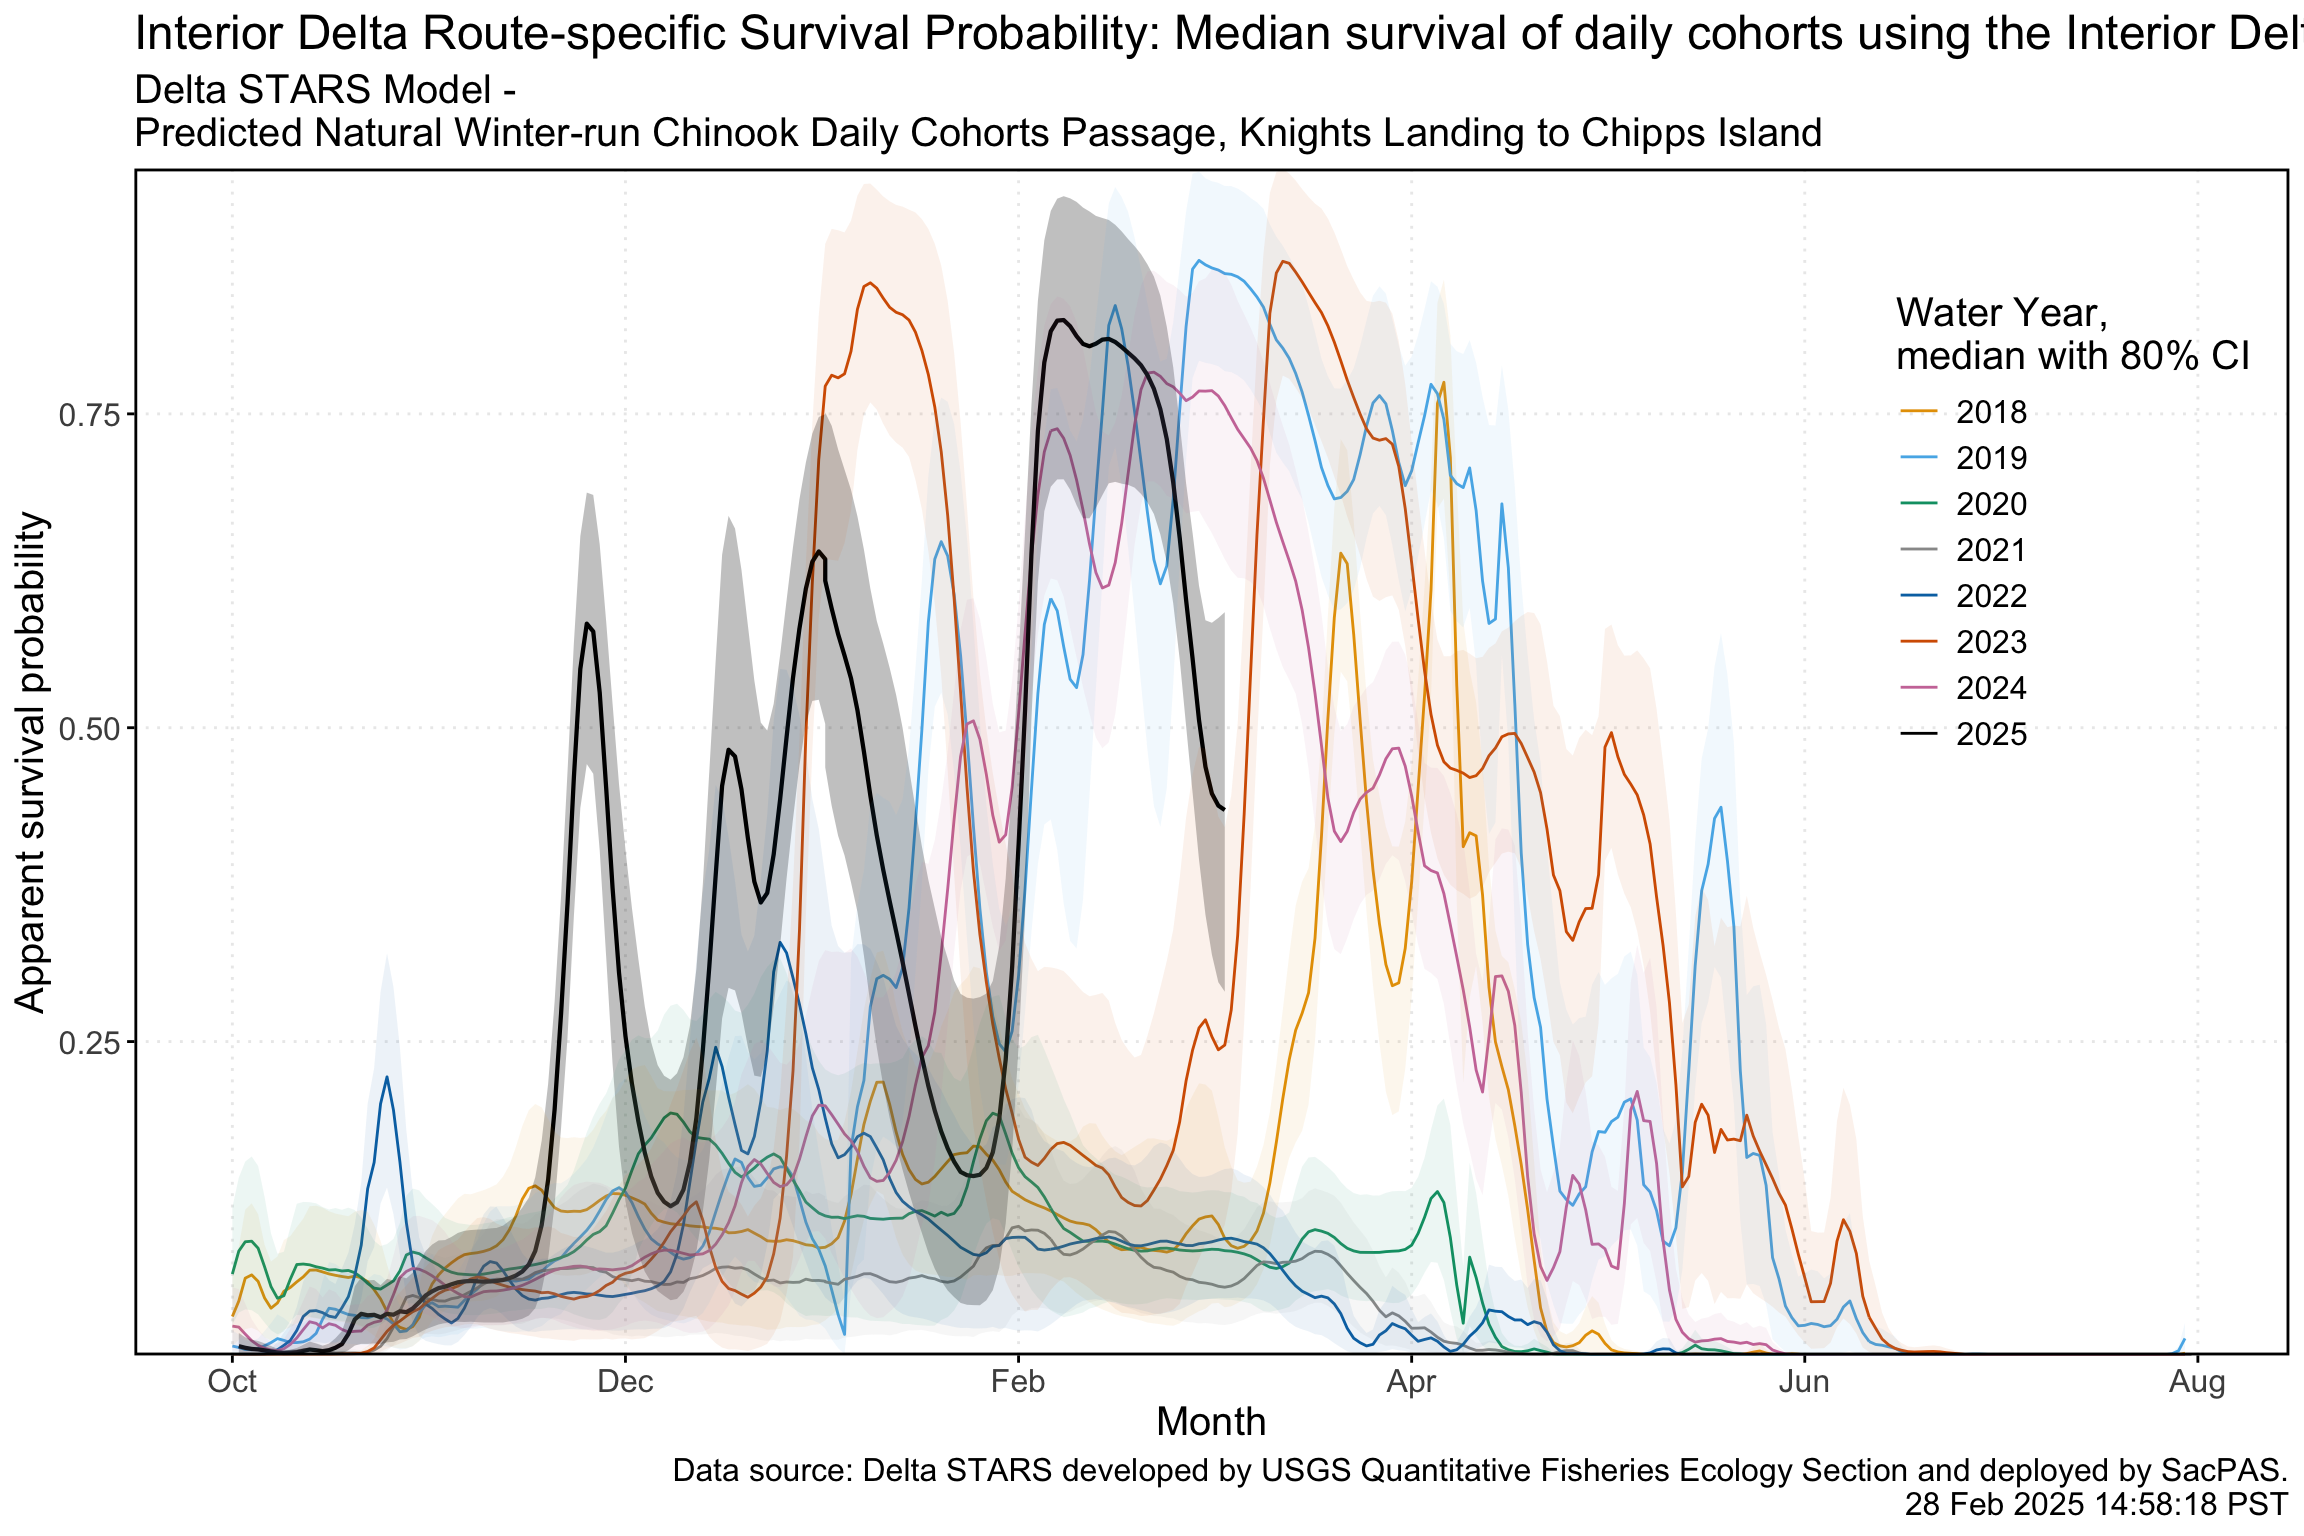 Interior Delta Route-specific Survival Probability: Median survival of daily cohorts using the Interior Del
Delta STARS Model -
Predicted Natural Winter-run Chinook Daily Cohorts Passage, Knights Landing to Chipps Island
Apparent survival probability
0.75
0.50
0.25
Water Year,
median with 80% CI
2018
2019
2020
2021
2022
2023
2024
2025
Oct
Dec
Feb
Apr
Jun
Aug
Month
Data source: Delta STARS developed by USGS Quantitative Fisheries Ecology Section and deployed by SacPAS.
28 Feb 2025 14:58:18 PST